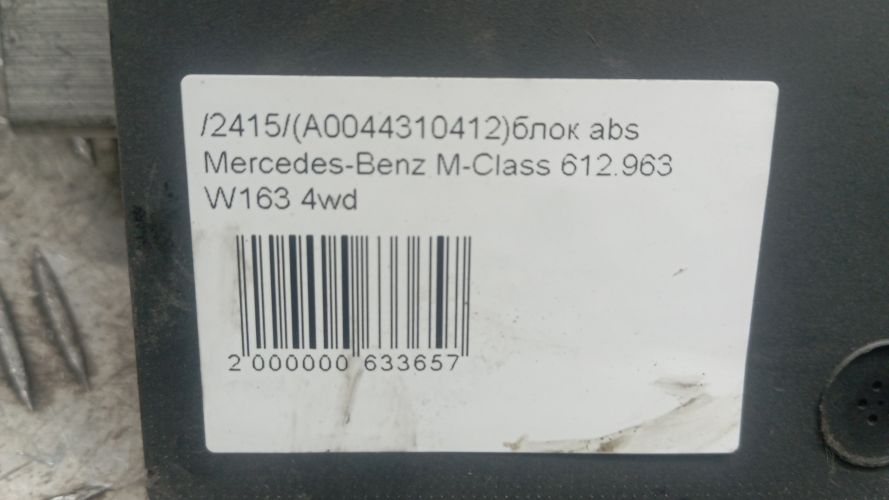 /2415/(A0044310412)блок abs
Mercedes-Benz M-Class 612.963
W163 4wd
2 000000 633657